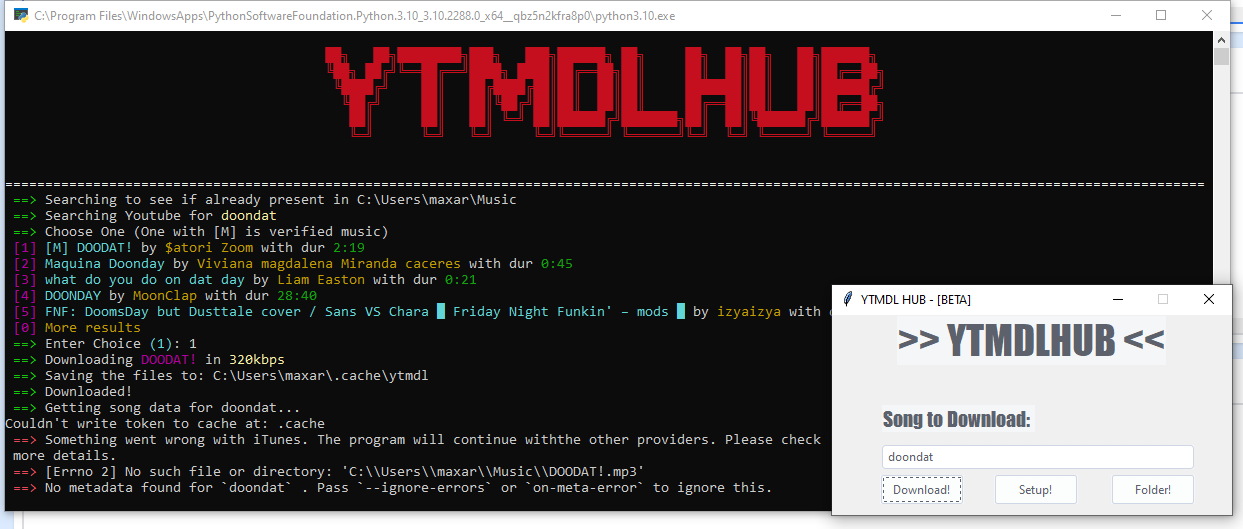 C:\Program Files\WindowsApps\PythonSoftwareFoundation.Python.3.10_3.10.2288.0_x64__qbz5n2kfra8p0\python3.10.exe
YTMDLHUB
======================================================================================================================================================
==> Searching to see if already present in C:\Users\maxar\Music
==> Searching Youtube for doondat
==> Choose One (One with [M] is verified music)
[1] [M] DOODAT! by $atori Zoom with dur 2:19
[2] Maquina Doonday by Viviana magdalena Miranda caceres with dur 0:45
[3] what do you do on dat day by Liam Easton with dur 0:21
[4] DOONDAY by MoonClap with dur 28:40
[5] FNF: DoomsDay but Dusttale cover / Sans VS Chara █ Friday Night Funkin' – mods █ by izyaizya with
[0] More results
==> Enter Choice (1): 1
==> Downloading DOODAT! in 320kbps
==> Saving the files to: C:\Users\maxar\.cache\ytmdl
==> Downloaded!
==> Getting song data for doondat...
Couldn't write token to cache at: .cache
==> Something went wrong with iTunes. The program will continue withthe other providers. Please check
more details.
==> [Errno 2] No such file or directory: 'C:\\Users\\maxar\\Music\\DOODAT!.mp3'
==> No metadata found for `doondat` . Pass `--ignore-errors` or `on-meta-error` to ignore this.
YTMDL HUB - [BETA]
>> YTMDLHUB <<
Song to Download:
doondat
Download! Setup! Folder!